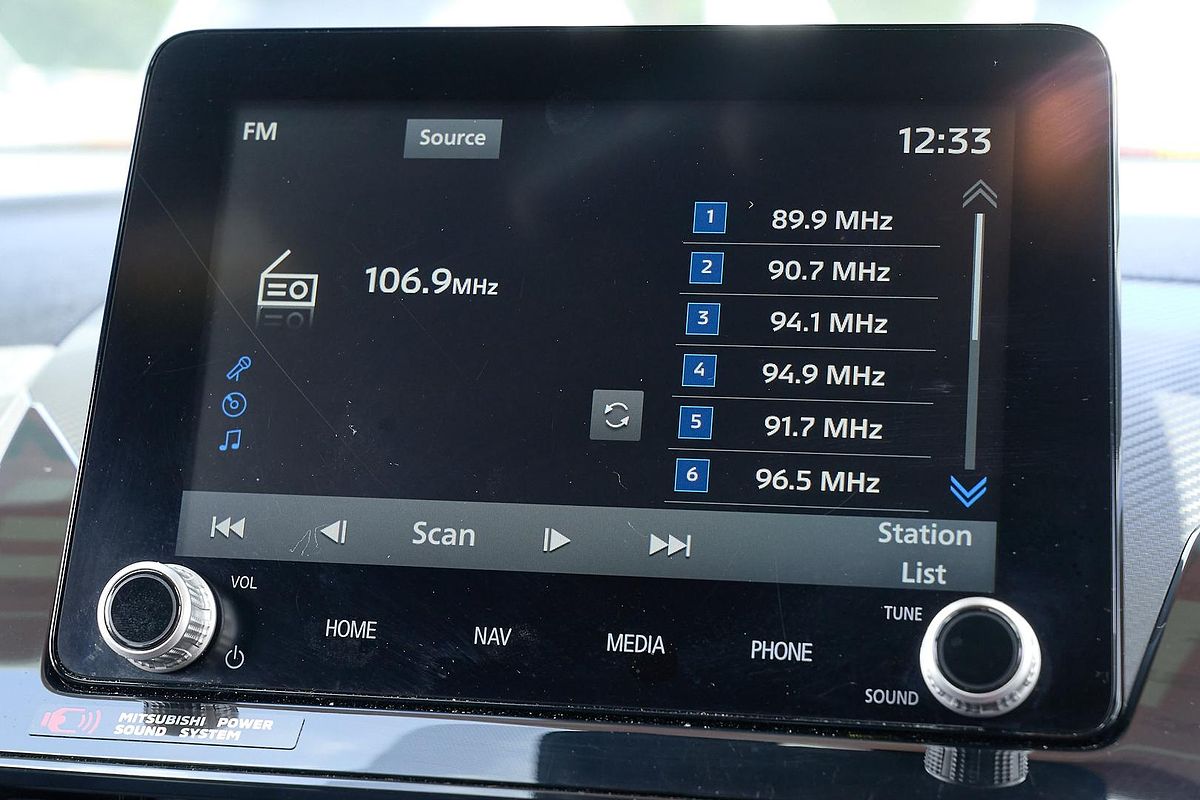 FM
Source
12:33
106.9MHz
1 89.9 MHz
2 90.7 MHz
3 94.1 MHz
4 94.9 MHz
5 91.7 MHz
6 96.5 MHz
Scan
Station
List
VOL
HOME
NAV
MEDIA
PHONE
TUNE
SOUND
MITSUBISHI POWER
SOUND SYSTEM